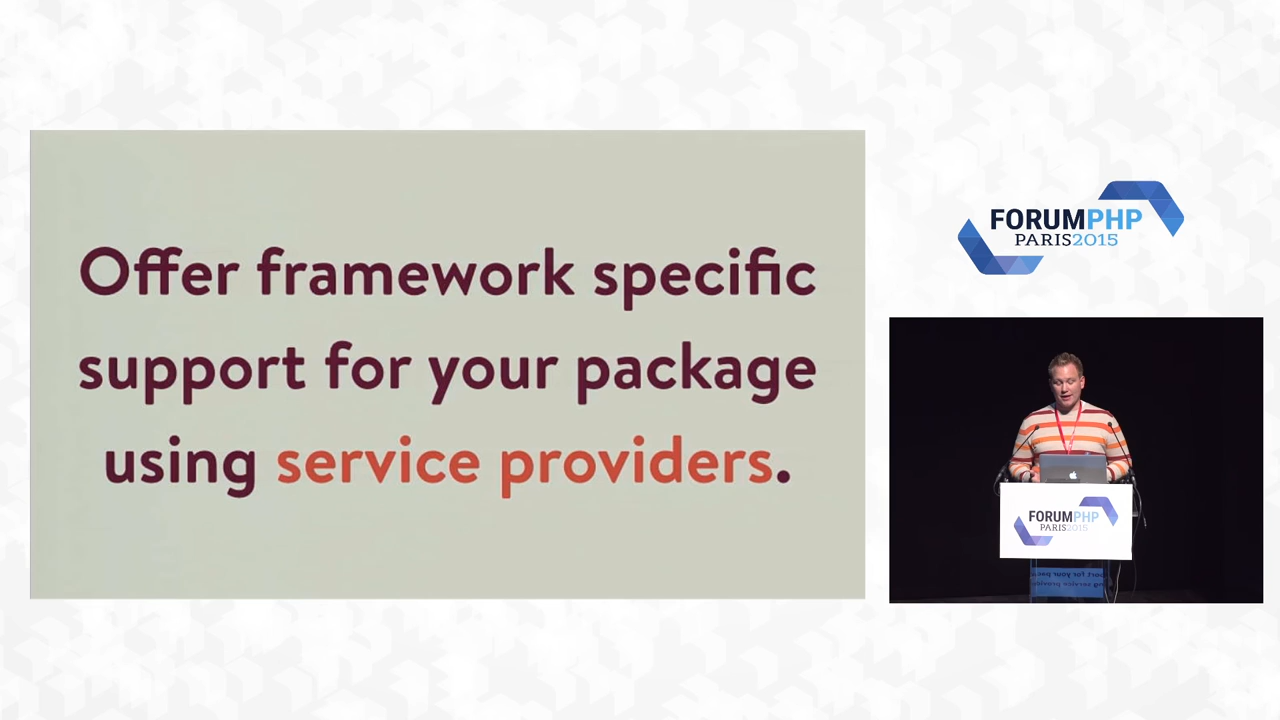 Offer framework specific
support for your package
using service providers.
FORUMPHP
PARIS2015
FORUMPHP
PARIS2015